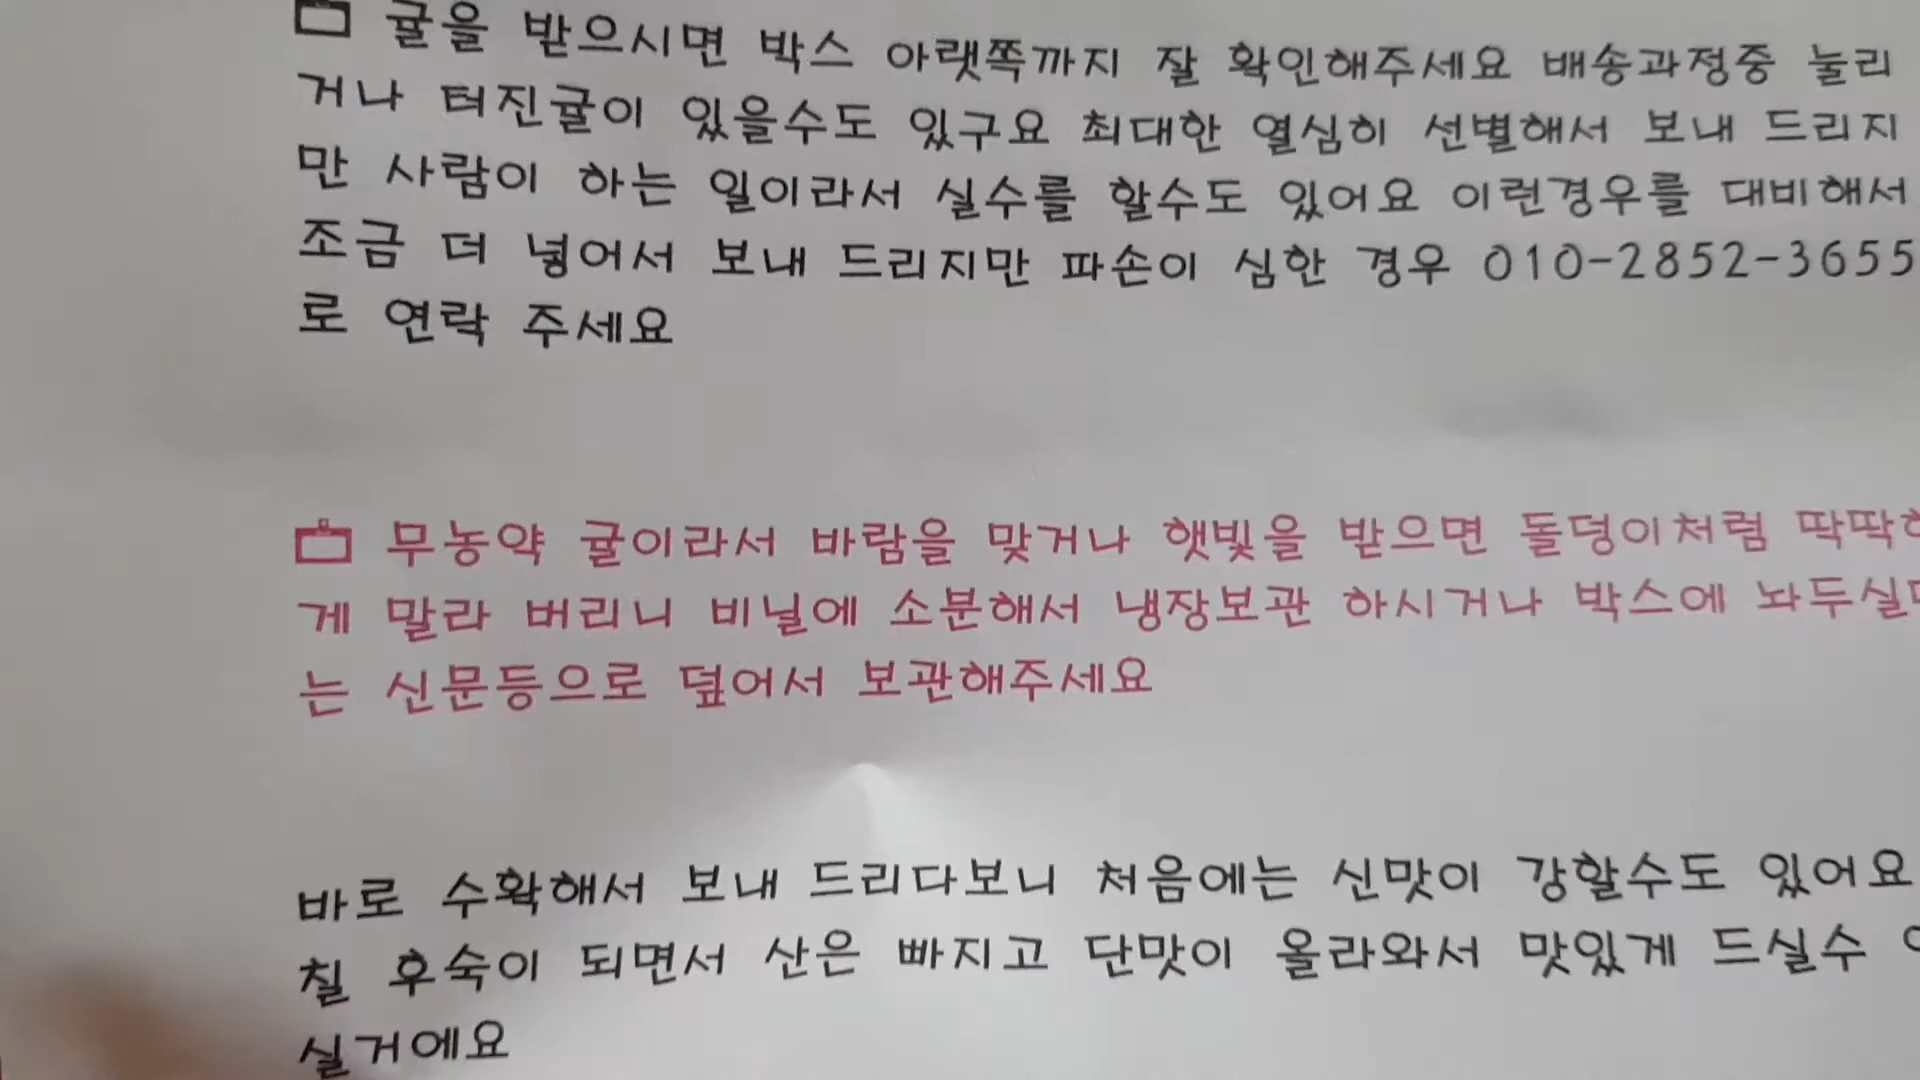 귤을 받으시면 박스 아랫쪽까지 잘 확인해주세요 배송과정중 눌리
거나 터진귤이 있을수도 있구요 최대한 열심히 선별해서 보내 드리지
만 사람이 하는 일이라서 실수를 할수도 있어요 이런경우를 대비해서
조금 더 넣어서 보내 드리지만 파손이 심한 경우 010-2852-3655
로 연락 주세요
무농약 귤이라서 바람을 맞거나 햇빛을 받으면 돌덩이처럼 딱딱하
게 말라 버리니 비닐에 소분해서 냉장보관 하시거나 박스에 놔두실
는 신문등으로 덮어서 보관해주세요
바로 수확해서 보내 드리다보니 처음에는 신맛이 강할수도 있어요
칠 후숙이 되면서 산은 빠지고 단맛이 올라와서 맛있게 드실수
실거에요